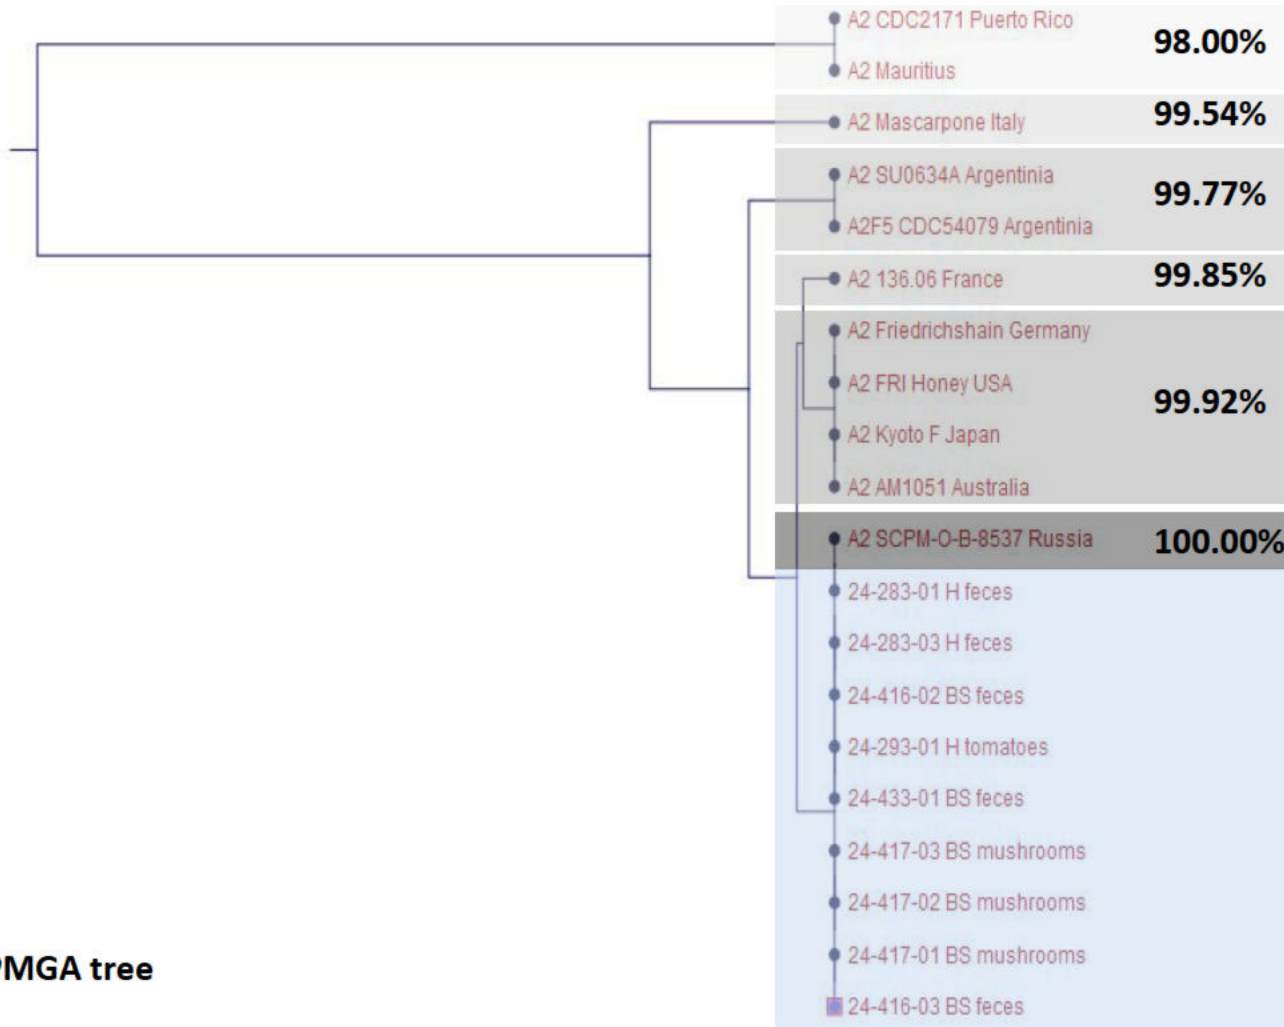 A2 CDC2171 Puerto Rico
98.00%
A2 Mauritius
A2 Mascarpone Italy
99.54%
A2 SU0634A Argentinia
99.77%
A2F5 CDC54079 Argentinia
A2 136.06 France
99.85%
A2 Friedrichshain Germany
A2 FRI Honey USA
99.92%
A2 Kyoto F Japan
A2 AM1051 Australia
A2 SCPM-O-B-8537 Russia
100.00%
24-283-01 H feces
24-283-03 H feces
24-416-02 BS feces
24-293-01 H tomatoes
24-433-01 BS feces
24-417-03 BS mushrooms
24-417-02 BS mushrooms
24-417-01 BS mushrooms
PMGA tree
24-416-03 BS feces